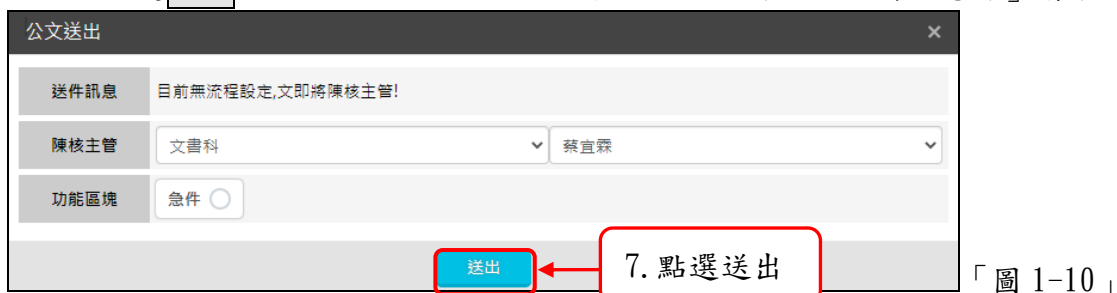 公文送出 ×
送件訊息 目前無流程設定,文即將陳核主管!
陳核主管 文書科 蔡宜霖
功能區塊 急件
送出 7.點選送出
「圖 1-10」